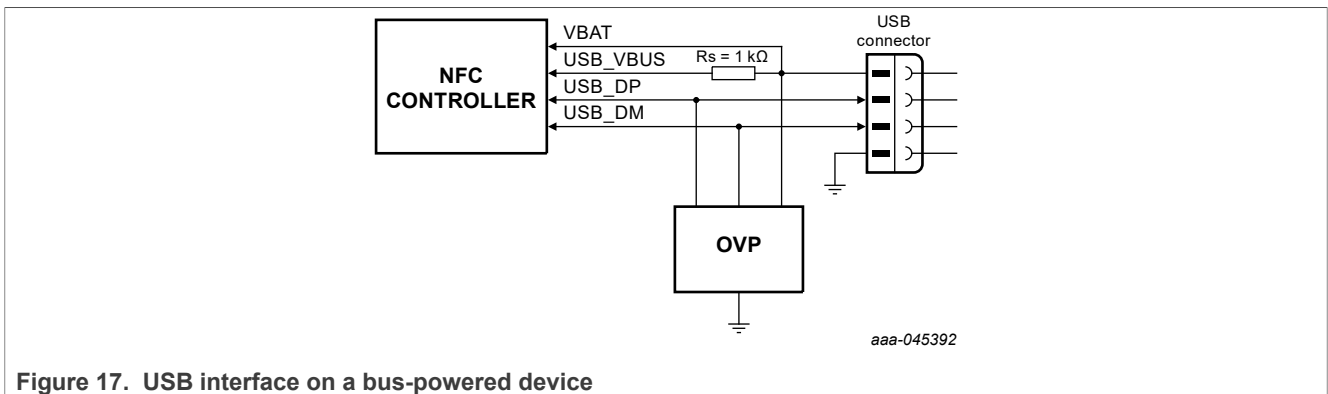 USB
connector
VBAT
USB_VBUS
Rs = 1 kΩ
NFC
CONTROLLER
USB_DP
USB_DM
OVP
aaa-045392
Figure 17. USB interface on a bus-powered device